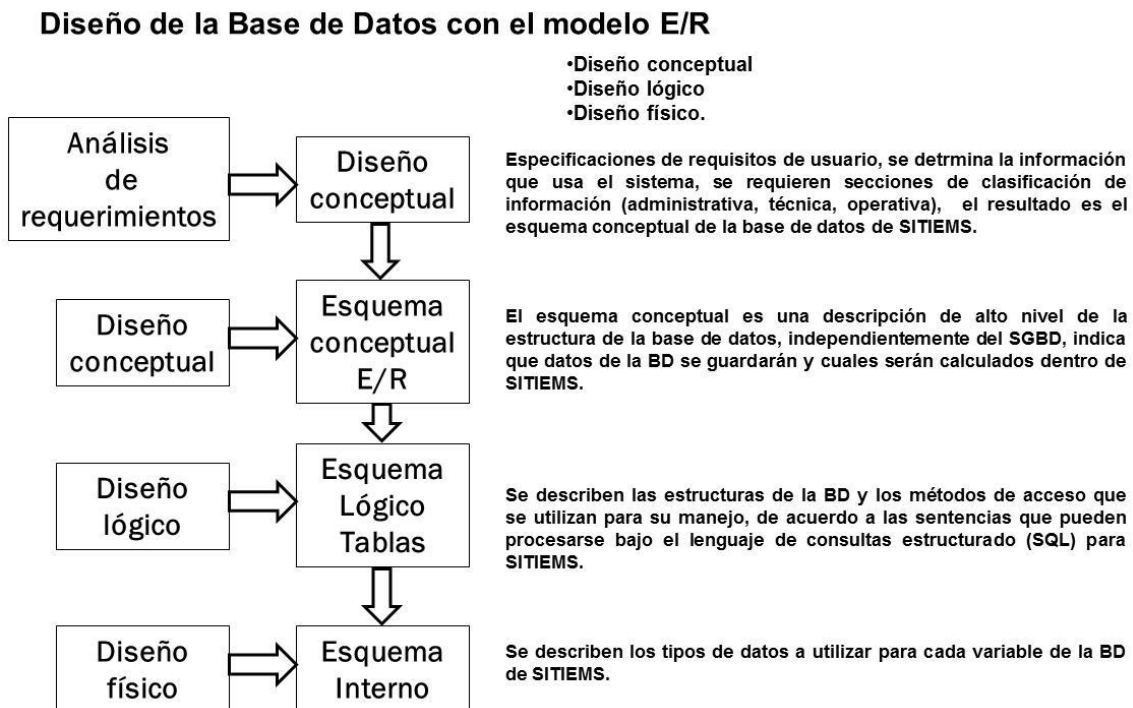 Diseño de la Base de Datos con el modelo E/R
•Diseño conceptual
•Diseño lógico
•Diseño físico.
Análisis
de
requerimientos
Diseño
conceptual
Especificaciones de requisitos de usuario, se detrmina la información
que usa el sistema, se requieren secciones de clasificación de
información (administrativa, técnica, operativa), el resultado es el
esquema conceptual de la base de datos de SITIEMS.
Diseño
conceptual
Esquema
conceptual
E/R
El esquema conceptual es una descripción de alto nivel de la
estructura de la base de datos, independientemente del SGBD, indica
que datos de la BD se guardarán y cuales serán calculados dentro de
SITIEMS.
Diseño
lógico
Esquema
Lógico
Tablas
Se describen las estructuras de la BD y los métodos de acceso que
se utilizan para su manejo, de acuerdo a las sentencias que pueden
procesarse bajo el lenguaje de consultas estructurado (SQL) para
SITIEMS.
Diseño
físico
Esquema
Interno
Se describen los tipos de datos a utilizar para cada variable de la BD
de SITIEMS.